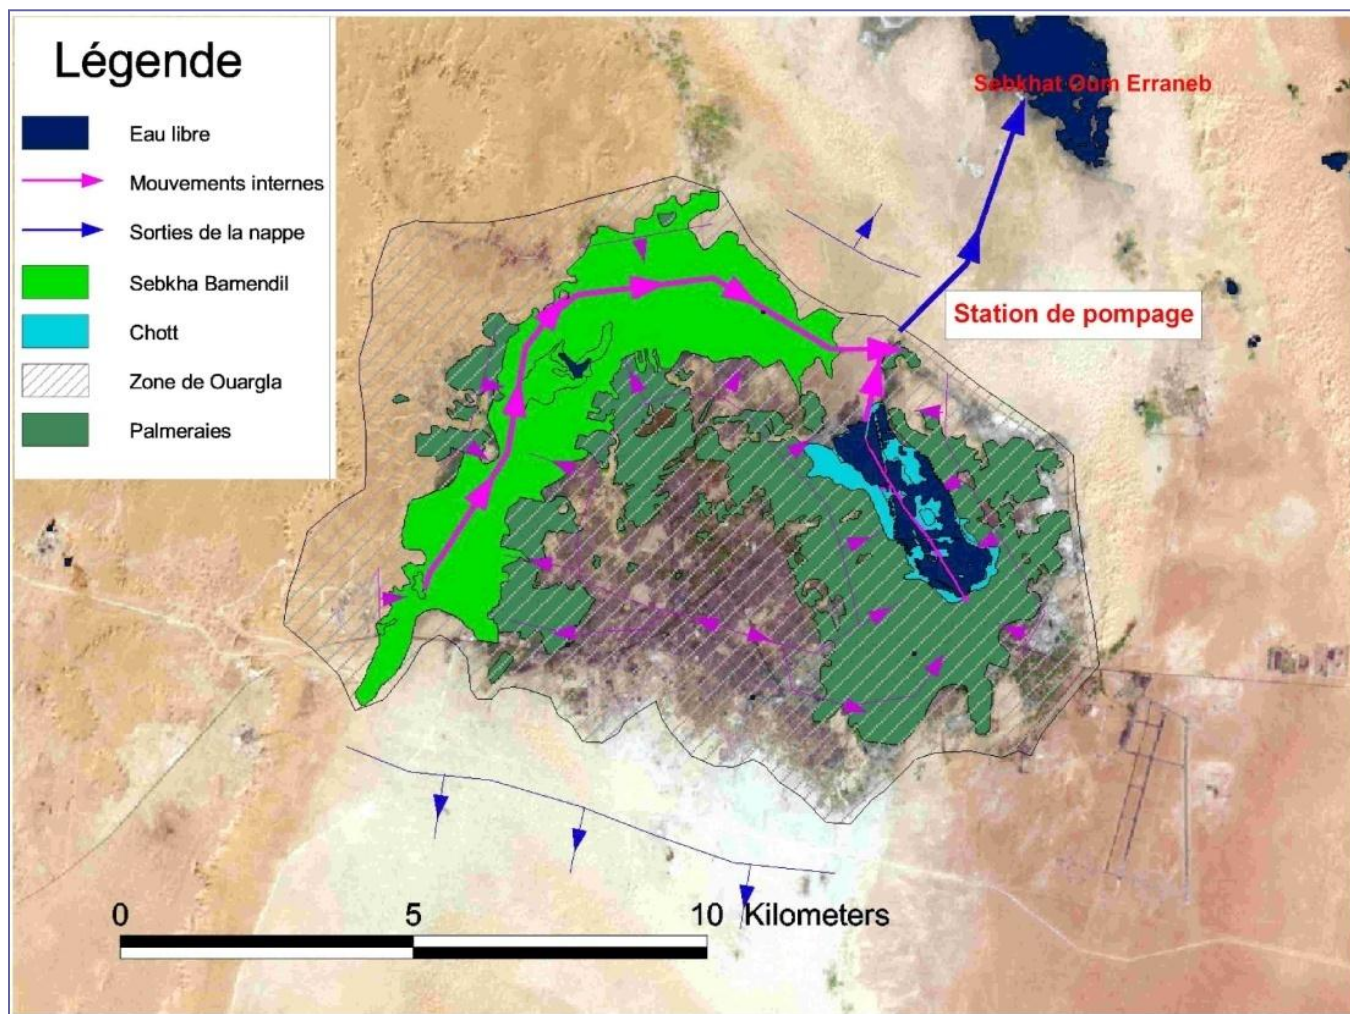 Légende
Eau libre
Mouvements internes
Sorties de la nappe
Sebkha Bamendil
Chott
Zone de Ouargla
Palmeraies
Sebkhat Oum Erraneb
Station de pompage
0 5 10 Kilometers